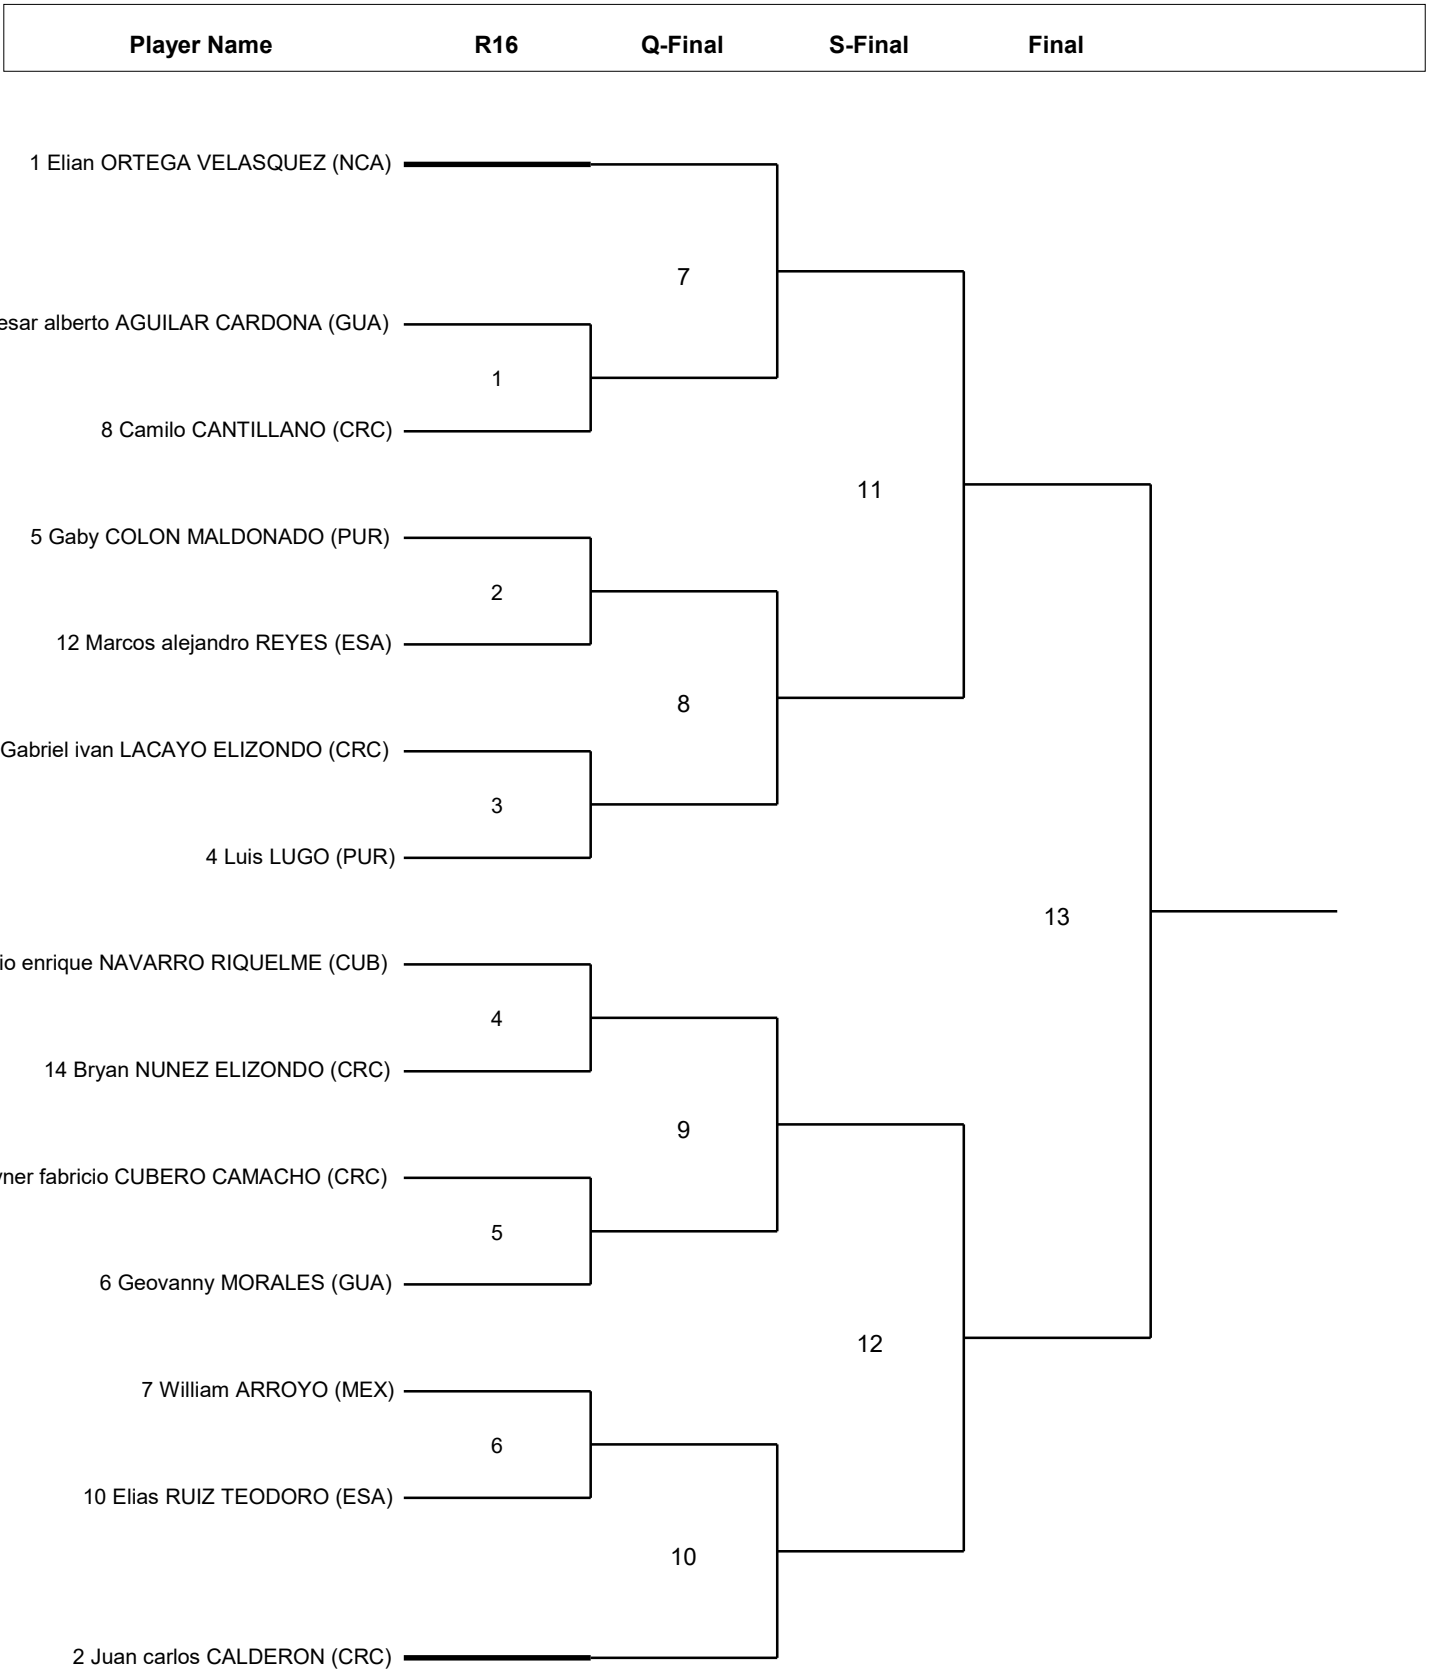 Player Name R16 Q-Final S-Final Final
1 Elian ORTEGA VELASQUEZ (NCA)
7
esar alberto AGUILAR CARDONA (GUA)
1
8 Camilo CANTILLANO (CRC)
11
5 Gaby COLON MALDONADO (PUR)
2
12 Marcos alejandro REYES (ESA)
8
Gabriel ivan LACAYO ELIZONDO (CRC)
3
4 Luis LUGO (PUR)
13
io enrique NAVARRO RIQUELME (CUB)
4
14 Bryan NUNEZ ELIZONDO (CRC)
9
ner fabricio CUBERO CAMACHO (CRC)
5
6 Geovanny MORALES (GUA)
12
7 William ARROYO (MEX)
6
10 Elias RUIZ TEODORO (ESA)
10
2 Juan carlos CALDERON (CRC)